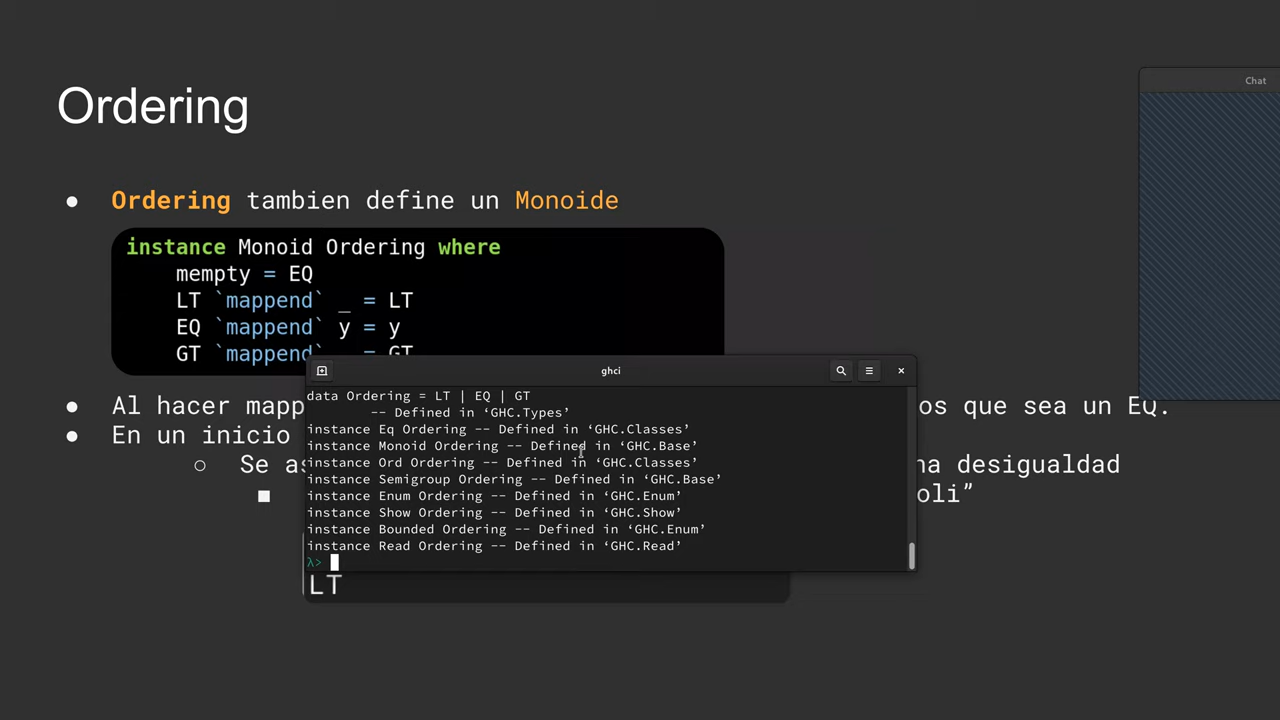 Chat
Ordering
● Ordering tambien define un Monoide
instance Monoid Ordering where
mempty = EQ
LT `mappend` _ = LT
EQ `mappend` y = y
GT `mappend` = GT
● Al hacer mapp os que sea un EQ.
● En un inicio
○ Se as na desigualdad
■ oli”
LT
ghci
data Ordering = LT | EQ | GT
-- Defined in ‘GHC.Types’
instance Eq Ordering -- Defined in ‘GHC.Classes’
instance Monoid Ordering -- Defined in ‘GHC.Base’
instance Ord Ordering -- Defined in ‘GHC.Classes’
instance Semigroup Ordering -- Defined in ‘GHC.Base’
instance Enum Ordering -- Defined in ‘GHC.Enum’
instance Show Ordering -- Defined in ‘GHC.Show’
instance Bounded Ordering -- Defined in ‘GHC.Enum’
instance Read Ordering -- Defined in ‘GHC.Read’
λ>